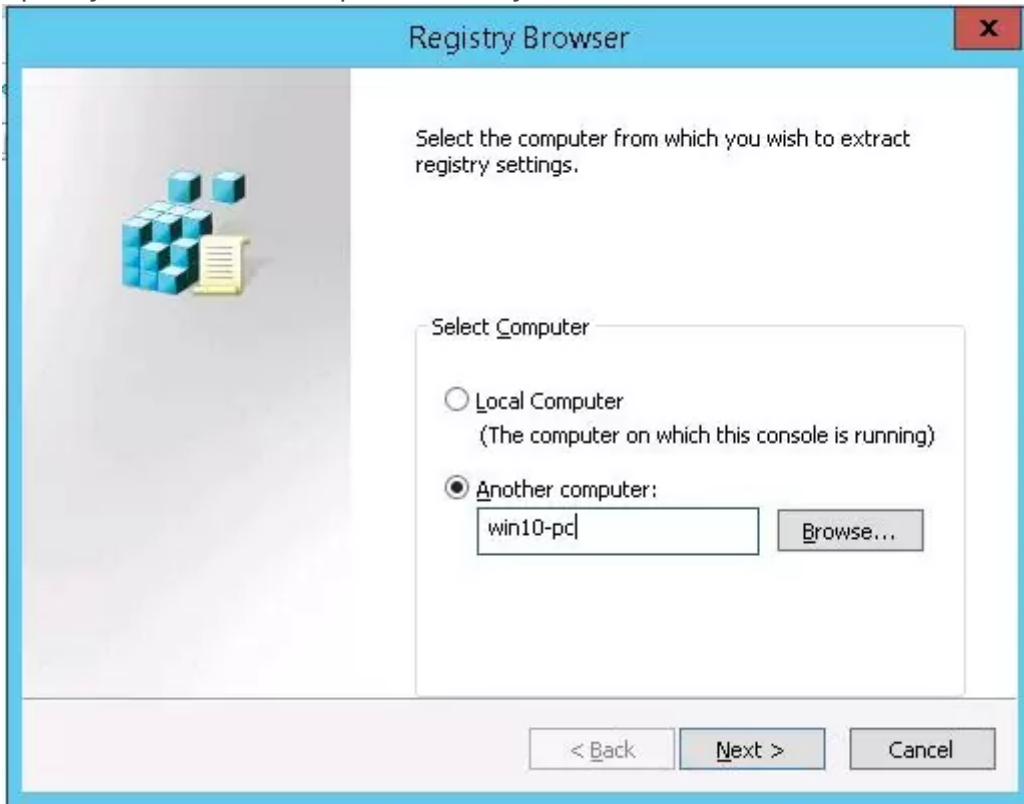 Registry Browser
x
Select the computer from which you wish to extract
registry settings.
Select Computer
Local Computer
(The computer on which this console is running)
Another computer:
win10-pc
Browse...
< Back
Next >
Cancel